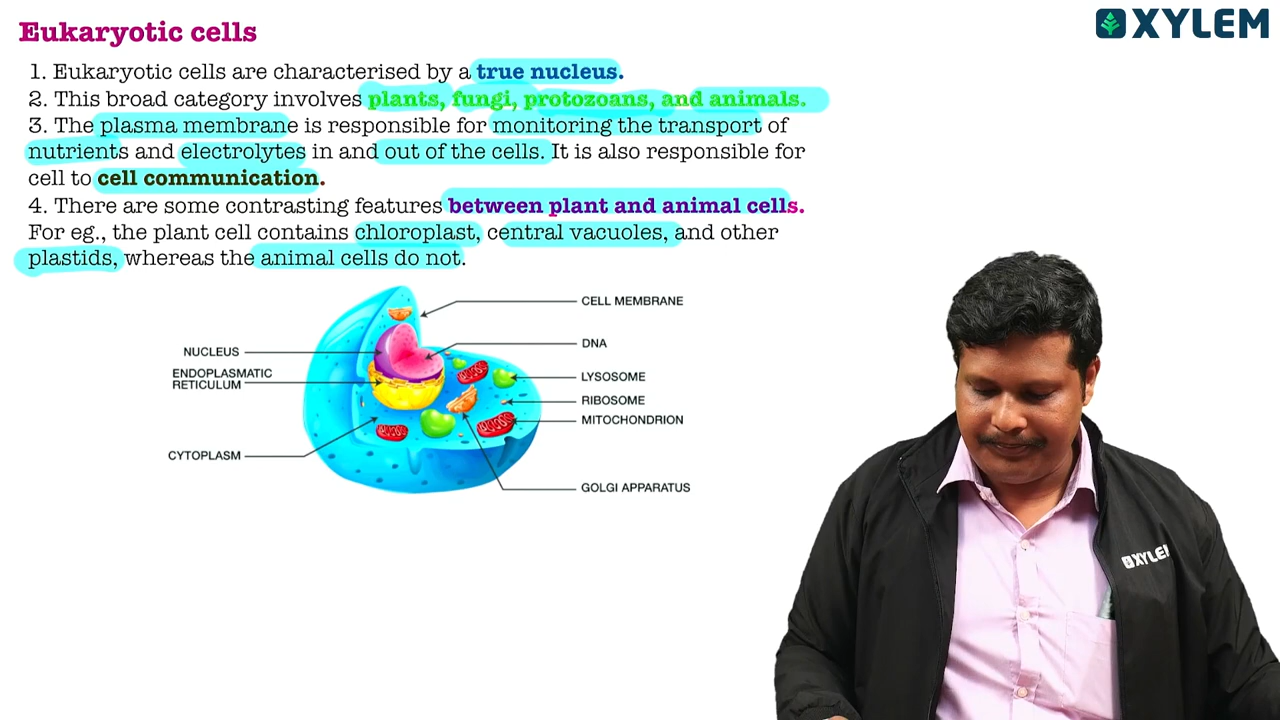 Eukaryotic cells
XYLEM
1. Eukaryotic cells are characterised by a true nucleus.
2. This broad category involves plants, fungi, protozoans, and animals.
3. The plasma membrane is responsible for monitoring the transport of
nutrients and electrolytes in and out of the cells. It is also responsible for
cell to cell communication.
4. There are some contrasting features between plant and animal cells.
For eg., the plant cell contains chloroplast, central vacuoles, and other
plastids, whereas the animal cells do not.
CELL MEMBRANE
DNA
NUCLEUS
ENDOPLASMATIC
RETICULUM
LYSOSOME
RIBOSOME
MITOCHONDRION
CYTOPLASM
GOLGI APPARATUS
XYLEM